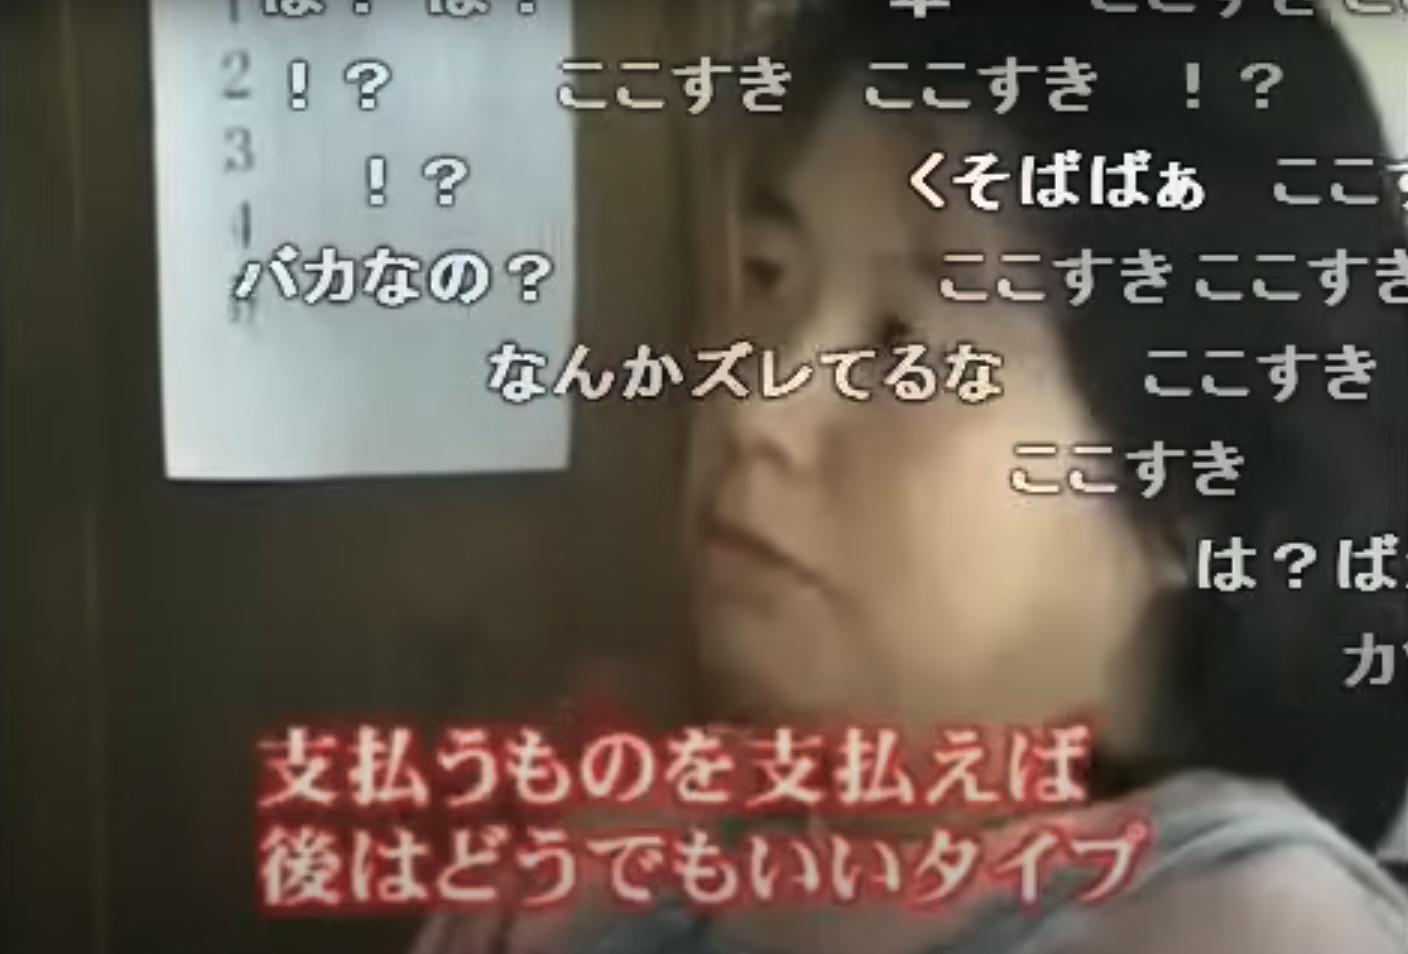 ！？　ここすき　ここすき　！？
！？　くそばばぁ　ここ
バカなの？　ここすき ここすき
なんかズレてるな　ここすき
ここすき
は？
支払うものを支払えば
後はどうでもいいタイプ
2
3
4